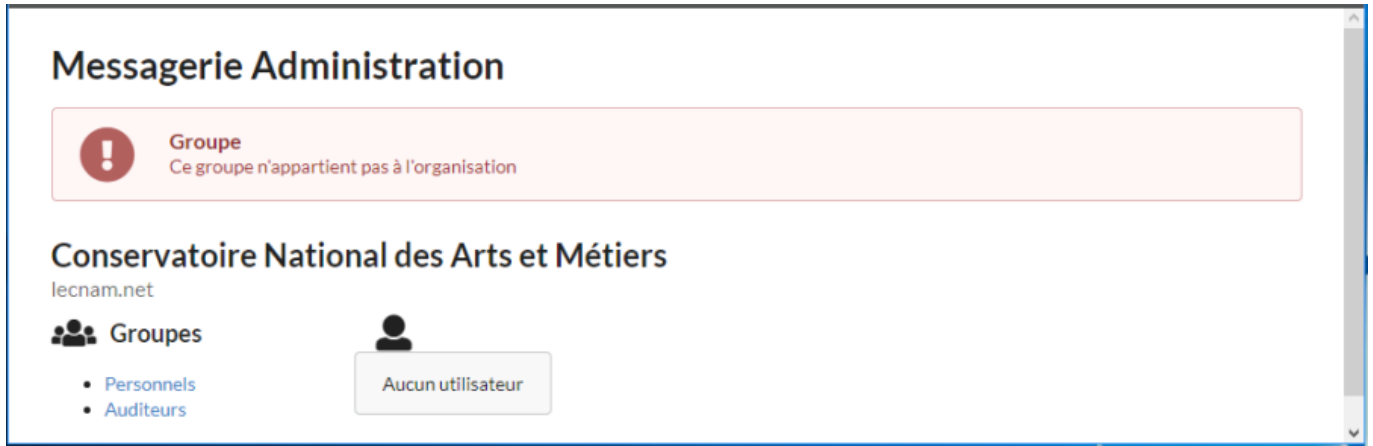 Messagerie Administration
Groupe
Ce groupe n'appartient pas à l'organisation
Conservatoire National des Arts et Métiers
lecnam.net
Groupes
Personnels
Auditeurs
Aucun utilisateur